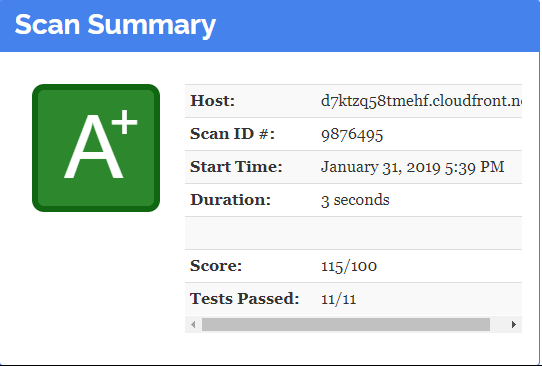 Scan Summary
A+
Host: d7ktzq58tmehf.cloudfront.n
Scan ID #: 9876495
Start Time: January 31, 2019 5:39 PM
Duration: 3 seconds
Score: 115/100
Tests Passed: 11/11